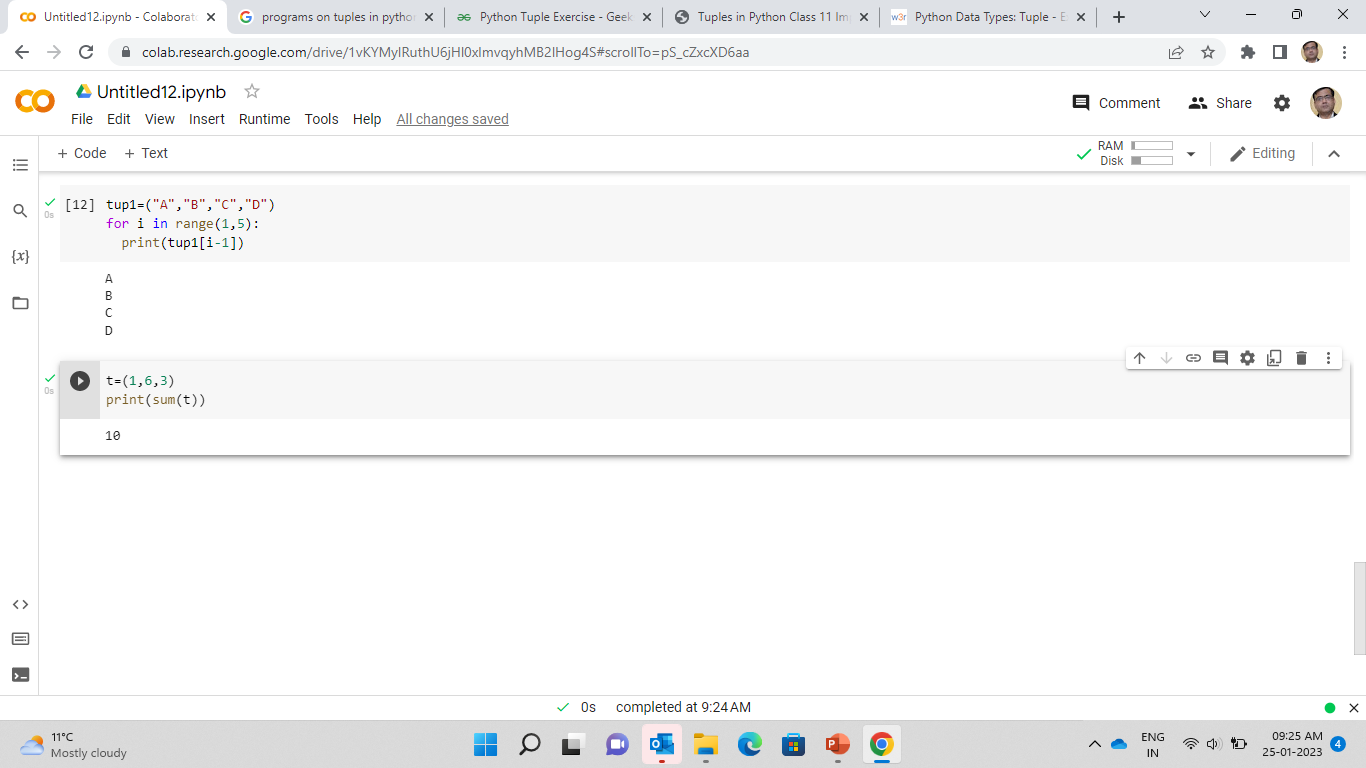 Untitled12.ipynb - Colaborat
programs on tuples in pytho
Python Tuple Exercise - Geek
Tuples in Python Class 11 Im
w3r Python Data Types: Tuple - E
colab.research.google.com/drive/1vKYMylRuthU6jHl0xImvqyhMB2IHog4S#scrollTo=pS_cZxcXD6aa
Untitled12.ipynb
Comment
Share
File Edit View Insert Runtime Tools Help All changes saved
+ Code + Text
RAM
Disk
Editing
0s
[12] tup1=("A","B","C","D")
for i in range(1,5):
print(tup1[i-1])
{x}
A
B
C
D
0s
t=(1,6,3)
print(sum(t))
10
0s completed at 9:24 AM
11°C
Mostly cloudy
ENG
IN
09:25 AM
25-01-2023
4